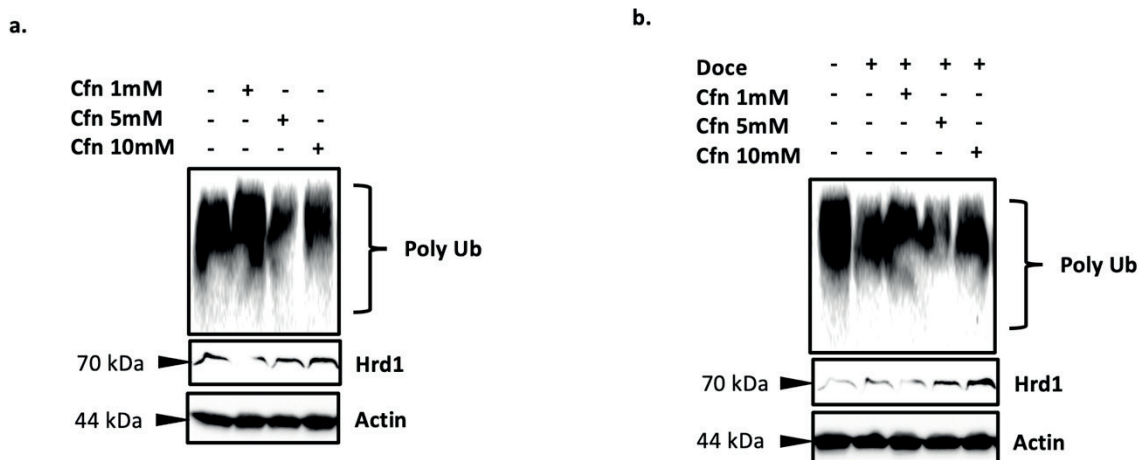 a.
Cfn 1mM - + - -
Cfn 5mM - - + -
Cfn 10mM - - - +
Poly Ub
70 kDa Hrd1
44 kDa Actin
b.
Doce - + + + +
Cfn 1mM - - + - -
Cfn 5mM - - - + -
Cfn 10mM - - - - +
Poly Ub
70 kDa Hrd1
44 kDa Actin